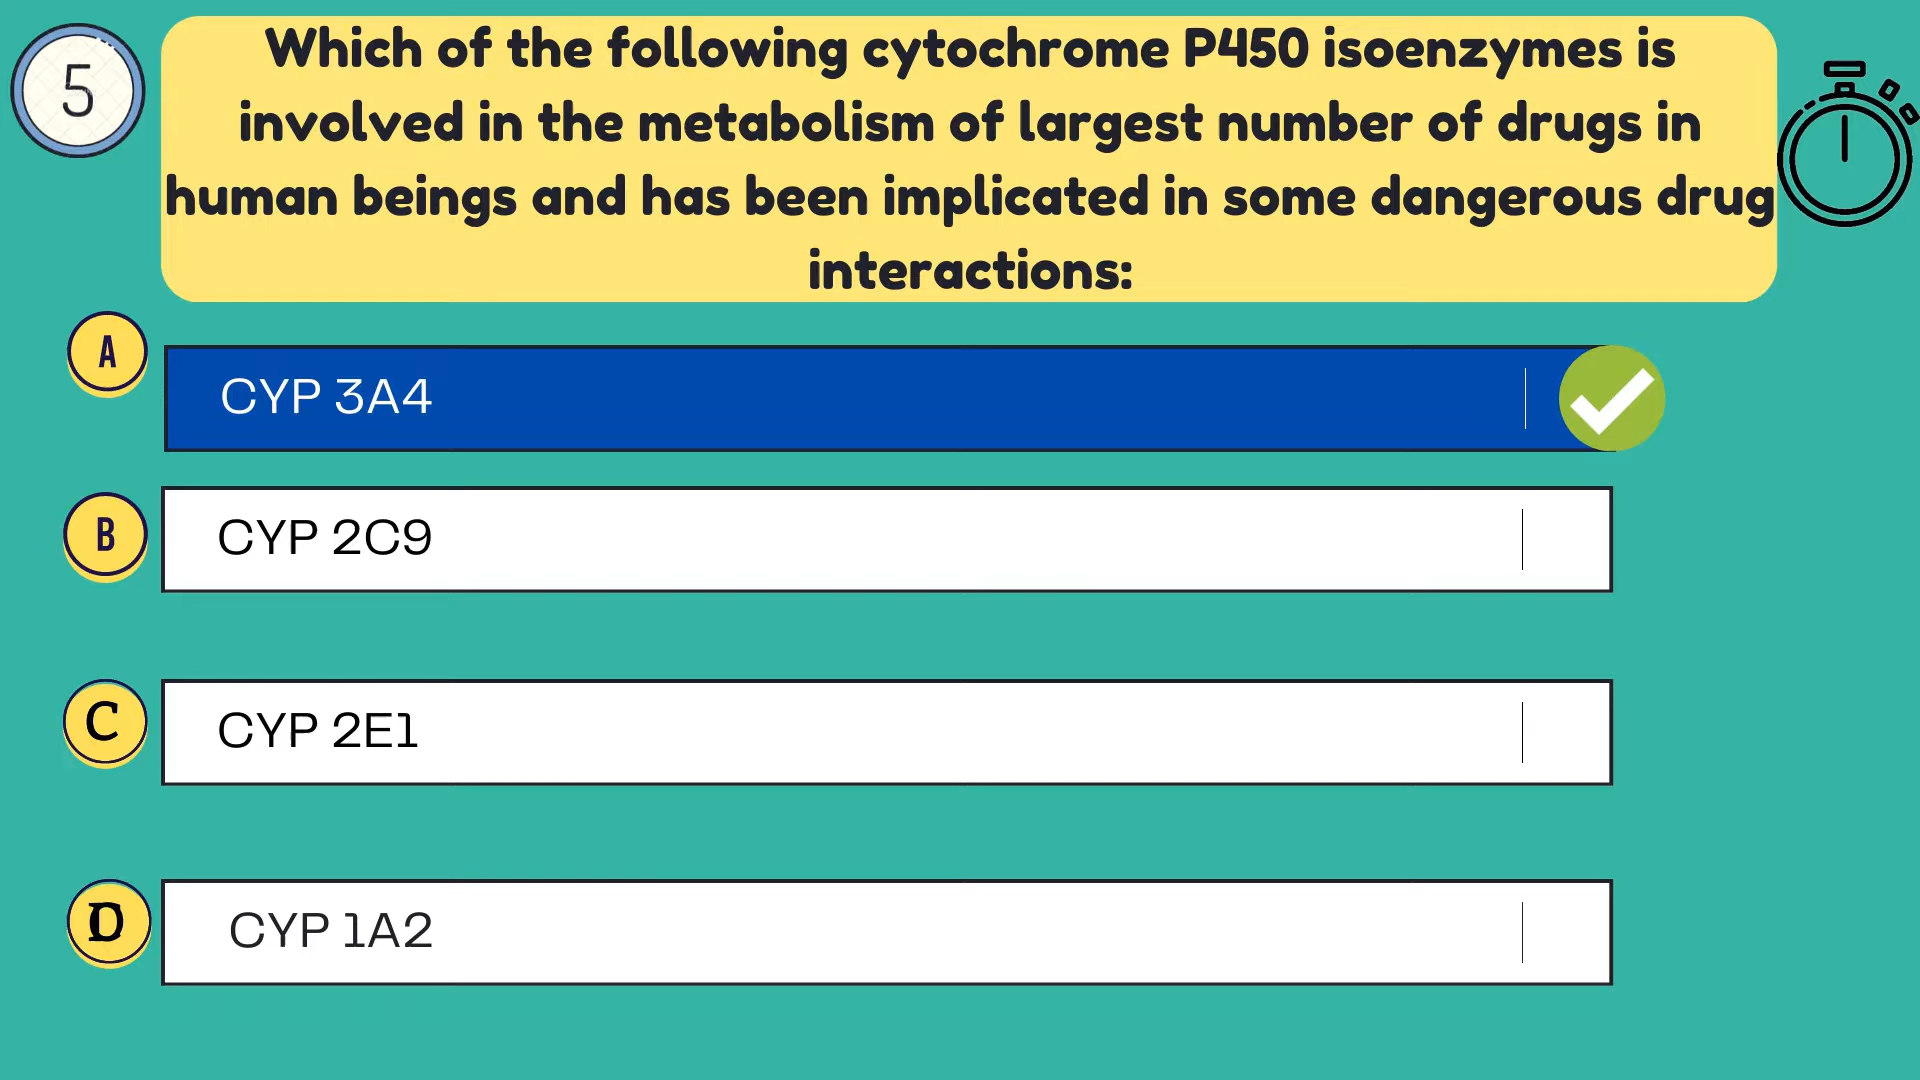 5
Which of the following cytochrome P450 isoenzymes is
involved in the metabolism of largest number of drugs in
human beings and has been implicated in some dangerous drug
interactions:
A
CYP 3A4
B
CYP 2C9
C
CYP 2E1
D
CYP 1A2